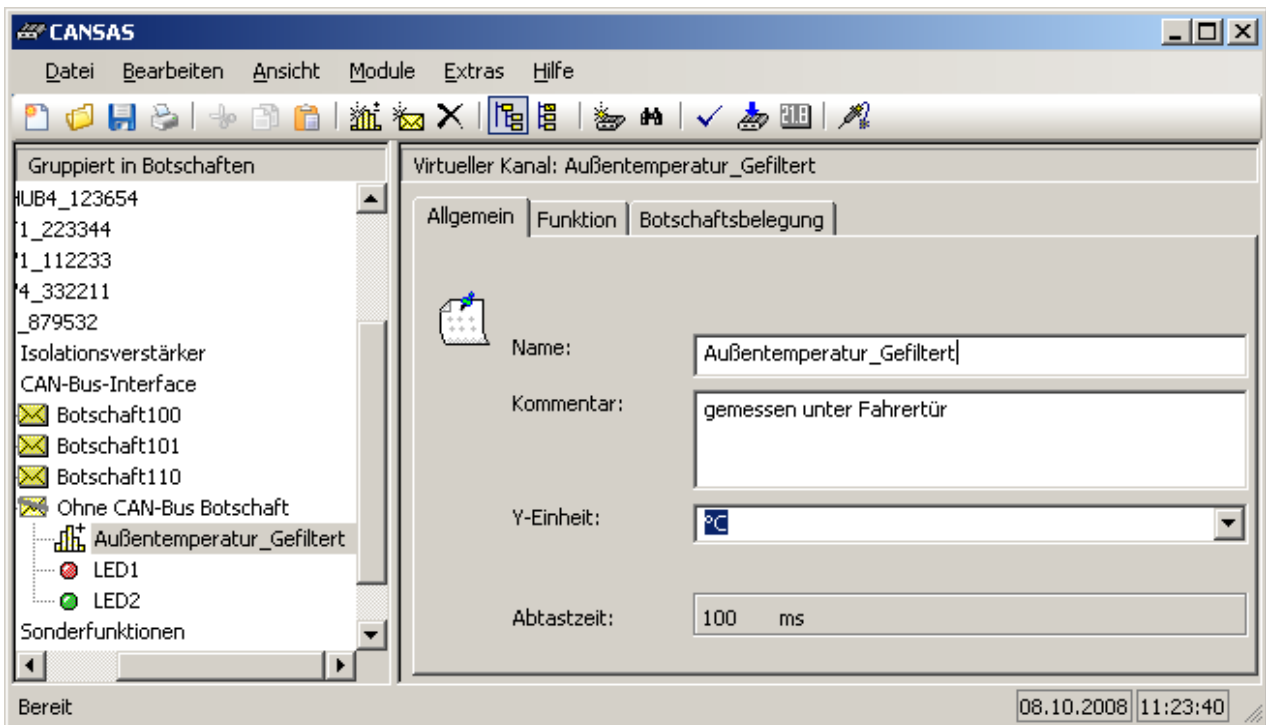 CANSAS
Datei Bearbeiten Ansicht Module Extras Hilfe
21.8
Gruppiert in Botschaften
HUB4_123654
1_223344
1_112233
4_332211
_879532
Isolationsverstärker
CAN-Bus-Interface
Botschaft100
Botschaft101
Botschaft110
Ohne CAN-Bus Botschaft
Außentemperatur_Gefiltert
LED1
LED2
Sonderfunktionen
Virtueller Kanal: Außentemperatur_Gefiltert
Allgemein Funktion Botschaftsbelegung
Name: Außentemperatur_Gefiltert
Kommentar: gemessen unter Fahrertür
Y-Einheit: °C
Abtastzeit: 100 ms
Bereit 08.10.2008 11:23:40